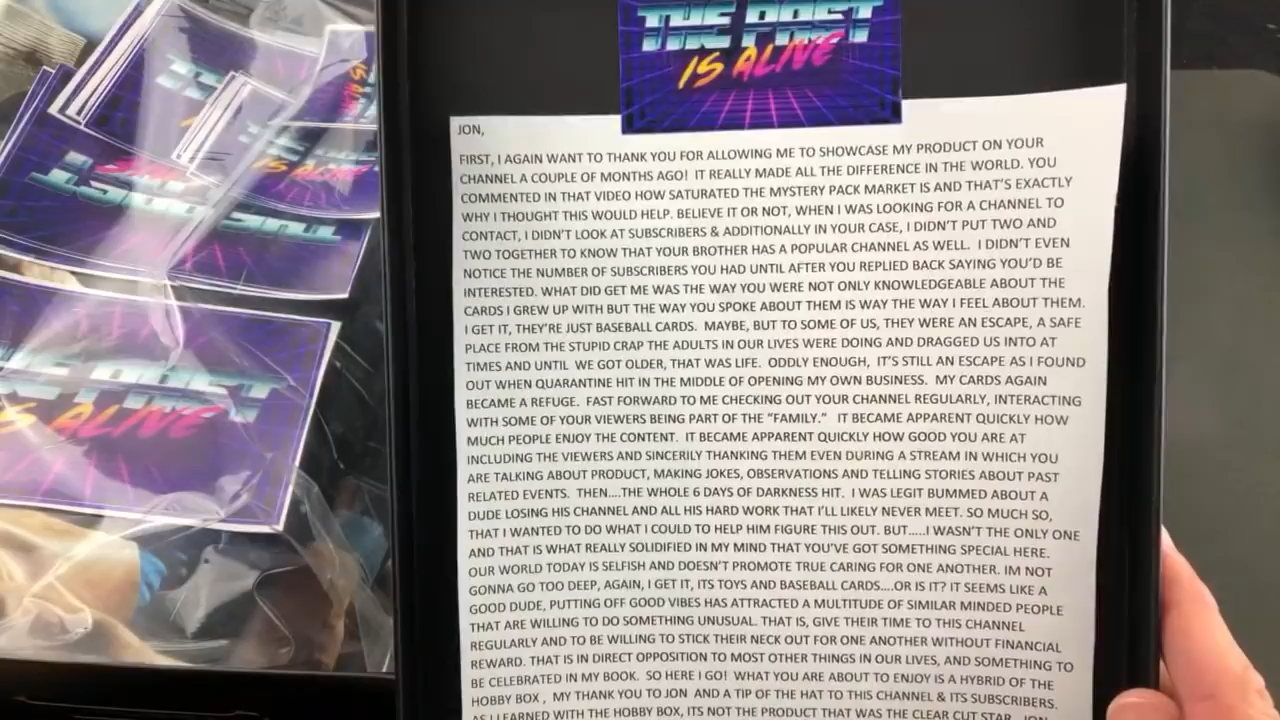 THE PAST
IS ALIVE
JON,
FIRST, I AGAIN WANT TO THANK YOU FOR ALLOWING ME TO SHOWCASE MY PRODUCT ON YOUR
CHANNEL A COUPLE OF MONTHS AGO! IT REALLY MADE ALL THE DIFFERENCE IN THE WORLD. YOU
COMMENTED IN THAT VIDEO HOW SATURATED THE MYSTERY PACK MARKET IS AND THAT'S EXACTLY
WHY I THOUGHT THIS WOULD HELP. BELIEVE IT OR NOT, WHEN I WAS LOOKING FOR A CHANNEL TO
CONTACT, I DIDN'T LOOK AT SUBSCRIBERS & ADDITIONALLY IN YOUR CASE, I DIDN'T PUT TWO AND
TWO TOGETHER TO KNOW THAT YOUR BROTHER HAS A POPULAR CHANNEL AS WELL. I DIDN'T EVEN
NOTICE THE NUMBER OF SUBSCRIBERS YOU HAD UNTIL AFTER YOU REPLIED BACK SAYING YOU'D BE
INTERESTED. WHAT DID GET ME WAS THE WAY YOU WERE NOT ONLY KNOWLEDGEABLE ABOUT THE
CARDS I GREW UP WITH BUT THE WAY YOU SPOKE ABOUT THEM IS WAY THE WAY I FEEL ABOUT THEM.
I GET IT, THEY'RE JUST BASEBALL CARDS. MAYBE, BUT TO SOME OF US, THEY WERE AN ESCAPE, A SAFE
PLACE FROM THE STUPID CRAP THE ADULTS IN OUR LIVES WERE DOING AND DRAGGED US INTO AT
TIMES AND UNTIL WE GOT OLDER, THAT WAS LIFE. ODDLY ENOUGH, IT'S STILL AN ESCAPE AS I FOUND
OUT WHEN QUARANTINE HIT IN THE MIDDLE OF OPENING MY OWN BUSINESS. MY CARDS AGAIN
BECAME A REFUGE. FAST FORWARD TO ME CHECKING OUT YOUR CHANNEL REGULARLY, INTERACTING
WITH SOME OF YOUR VIEWERS BEING PART OF THE "FAMILY." IT BECAME APPARENT QUICKLY HOW
MUCH PEOPLE ENJOY THE CONTENT. IT BECAME APPARENT QUICKLY HOW GOOD YOU ARE AT
INCLUDING THE VIEWERS AND SINCERILY THANKING THEM EVEN DURING A STREAM IN WHICH YOU
ARE TALKING ABOUT PRODUCT, MAKING JOKES, OBSERVATIONS AND TELLING STORIES ABOUT PAST
RELATED EVENTS. THEN....THE WHOLE 6 DAYS OF DARKNESS HIT. I WAS LEGIT BUMMED ABOUT A
DUDE LOSING HIS CHANNEL AND ALL HIS HARD WORK THAT I'LL LIKELY NEVER MEET. SO MUCH SO,
THAT I WANTED TO DO WHAT I COULD TO HELP HIM FIGURE THIS OUT. BUT.....I WASN'T THE ONLY ONE
AND THAT IS WHAT REALLY SOLIDIFIED IN MY MIND THAT YOU'VE GOT SOMETHING SPECIAL HERE.
OUR WORLD TODAY IS SELFISH AND DOESN'T PROMOTE TRUE CARING FOR ONE ANOTHER. IM NOT
GONNA GO TOO DEEP, AGAIN, I GET IT, ITS TOYS AND BASEBALL CARDS....OR IS IT? IT SEEMS LIKE A
GOOD DUDE, PUTTING OFF GOOD VIBES HAS ATTRACTED A MULTITUDE OF SIMILAR MINDED PEOPLE
THAT ARE WILLING TO DO SOMETHING UNUSUAL. THAT IS, GIVE THEIR TIME TO THIS CHANNEL
REGULARLY AND TO BE WILLING TO STICK THEIR NECK OUT FOR ONE ANOTHER WITHOUT FINANCIAL
REWARD. THAT IS IN DIRECT OPPOSITION TO MOST OTHER THINGS IN OUR LIVES, AND SOMETHING TO
BE CELEBRATED IN MY BOOK. SO HERE I GO! WHAT YOU ARE ABOUT TO ENJOY IS A HYBRID OF THE
HOBBY BOX , MY THANK YOU TO JON AND A TIP OF THE HAT TO THIS CHANNEL & ITS SUBSCRIBERS.
AS I LEARNED WITH THE HOBBY BOX, ITS NOT THE PRODUCT THAT WAS THE CLEAR CUT STAR. JON
IS ALIVE
IS ALIVE